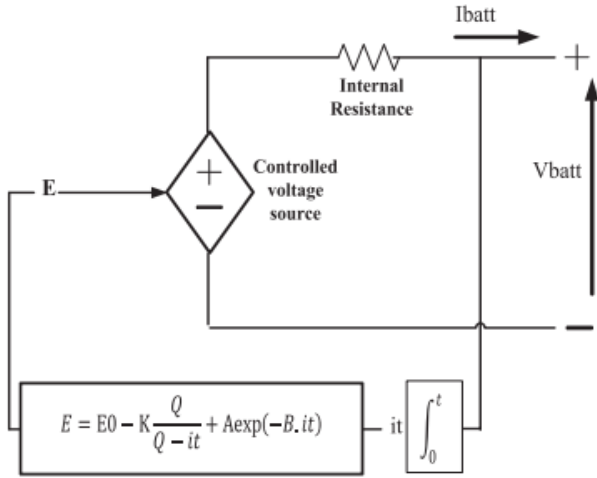 Ibatt
+
Internal
Resistance
Controlled
voltage
source
+
−
E
Vbatt
−
E = E0 − K Q/(Q − it) + Aexp(−B.it)
it
∫₀ᵗ